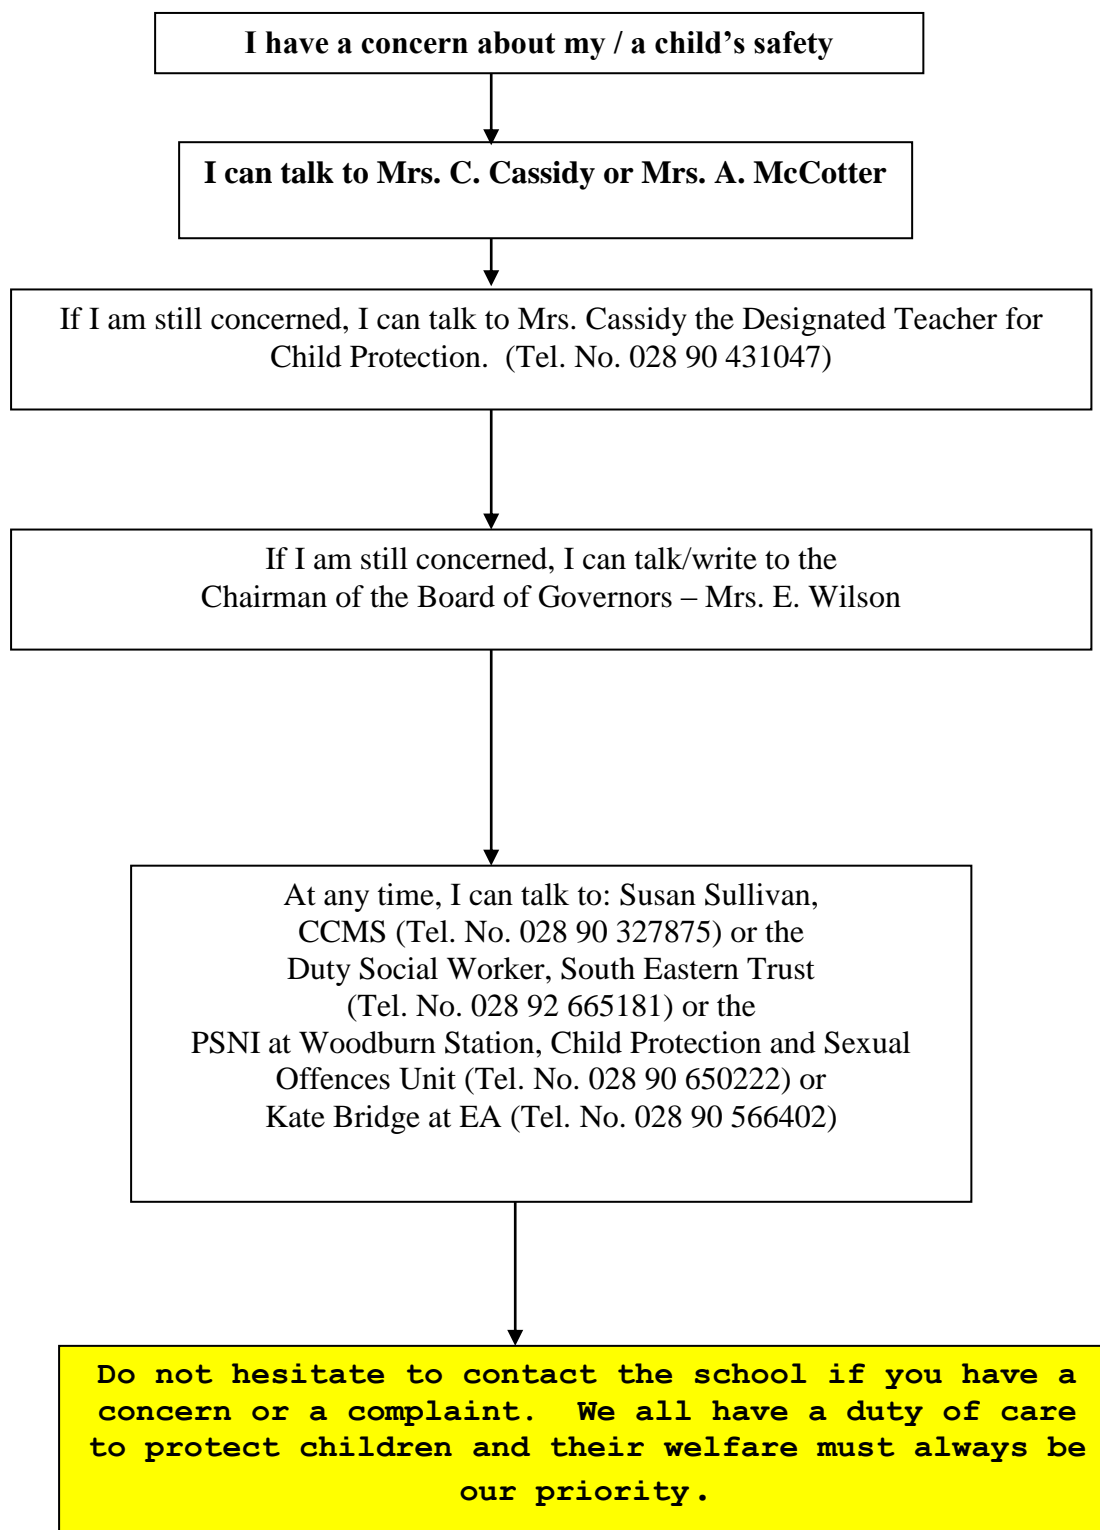 I have a concern about my / a child’s safety
I can talk to Mrs. C. Cassidy or Mrs. A. McCotter
If I am still concerned, I can talk to Mrs. Cassidy the Designated Teacher for
Child Protection.  (Tel. No. 028 90 431047)
If I am still concerned, I can talk/write to the
Chairman of the Board of Governors – Mrs. E. Wilson
At any time, I can talk to: Susan Sullivan,
CCMS (Tel. No. 028 90 327875) or the
Duty Social Worker, South Eastern Trust
(Tel. No. 028 92 665181) or the
PSNI at Woodburn Station, Child Protection and Sexual
Offences Unit (Tel. No. 028 90 650222) or
Kate Bridge at EA (Tel. No. 028 90 566402)
Do not hesitate to contact the school if you have a
concern or a complaint.  We all have a duty of care
to protect children and their welfare must always be
our priority.